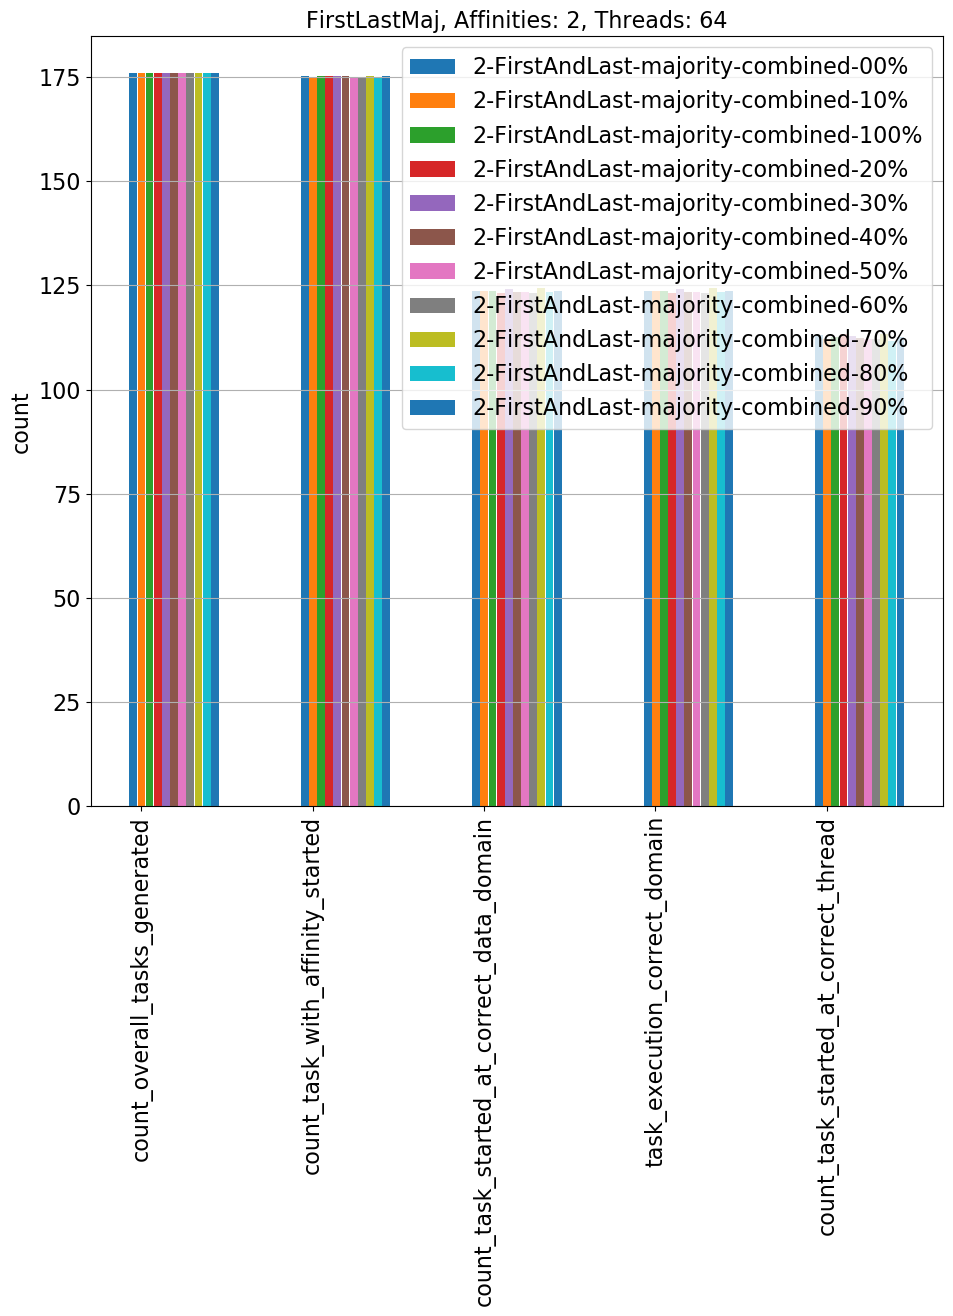 FirstLastMaj, Affinities: 2, Threads: 64
2-FirstAndLast-majority-combined-00%
2-FirstAndLast-majority-combined-10%
2-FirstAndLast-majority-combined-100%
2-FirstAndLast-majority-combined-20%
2-FirstAndLast-majority-combined-30%
2-FirstAndLast-majority-combined-40%
2-FirstAndLast-majority-combined-50%
2-FirstAndLast-majority-combined-60%
2-FirstAndLast-majority-combined-70%
2-FirstAndLast-majority-combined-80%
2-FirstAndLast-majority-combined-90%
175
150
125
100
75
50
25
0
count
count_overall_tasks_generated
count_task_with_affinity_started
count_task_started_at_correct_data_domain
task_execution_correct_domain
count_task_started_at_correct_thread